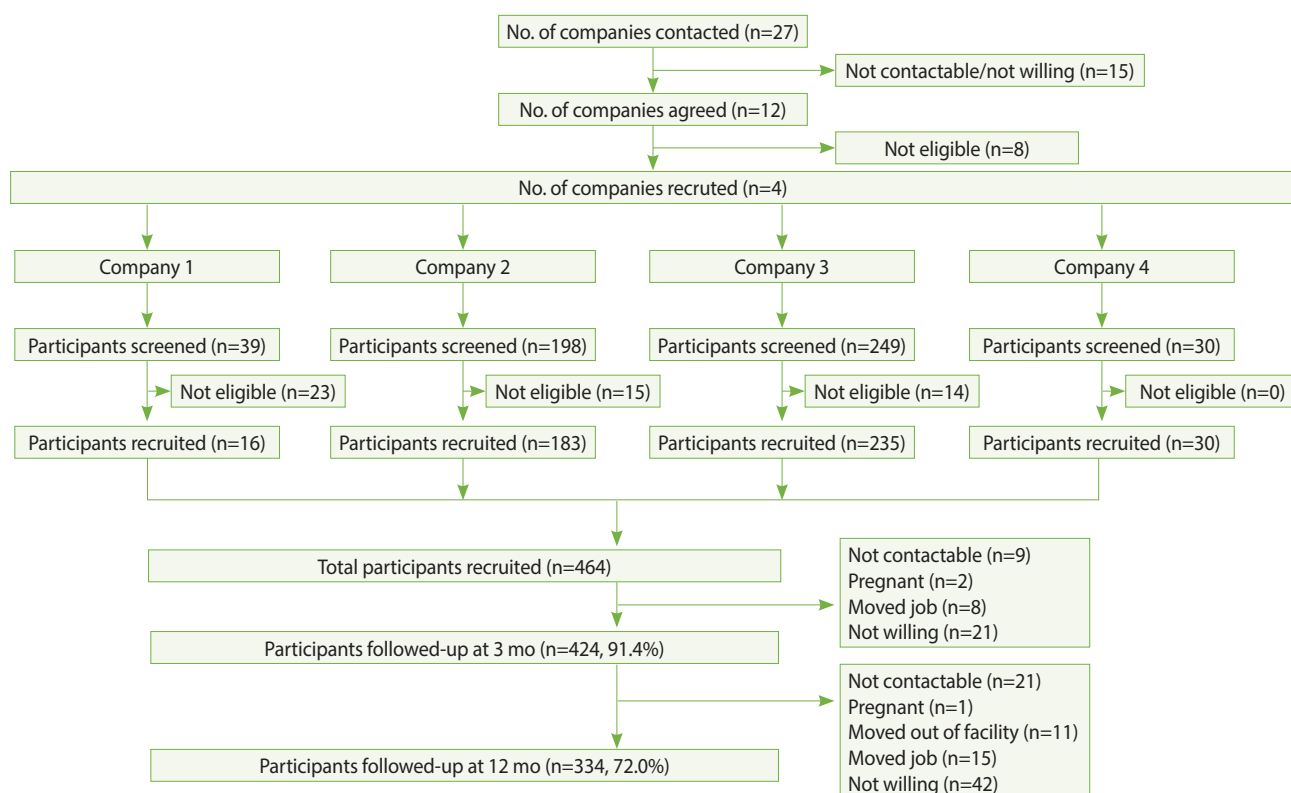 No. of companies contacted (n=27)
Not contactable/not willing (n=15)
No. of companies agreed (n=12)
Not eligible (n=8)
No. of companies recruted (n=4)
Company 1
Company 2
Company 3
Company 4
Participants screened (n=39)
Participants screened (n=198)
Participants screened (n=249)
Participants screened (n=30)
Not eligible (n=23)
Not eligible (n=15)
Not eligible (n=14)
Not eligible (n=0)
Participants recruited (n=16)
Participants recruited (n=183)
Participants recruited (n=235)
Participants recruited (n=30)
Total participants recruited (n=464)
Not contactable (n=9)
Pregnant (n=2)
Moved job (n=8)
Not willing (n=21)
Participants followed-up at 3 mo (n=424, 91.4%)
Not contactable (n=21)
Pregnant (n=1)
Moved out of facility (n=11)
Moved job (n=15)
Not willing (n=42)
Participants followed-up at 12 mo (n=334, 72.0%)